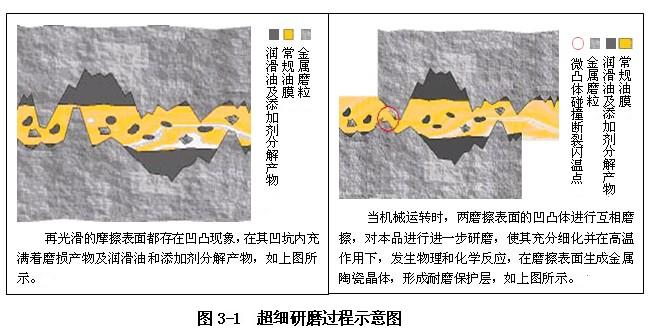 金属磨粒
常规油膜
润滑油及添加剂分解产物
再光滑的摩擦表面都存在凹凸现象，在其凹坑内充
满着磨损产物及润滑油和添加剂分解产物，如上图所
示。
常规油膜
润滑油及添加剂分解产物
金属磨粒
微凸体碰撞断裂闪温点
当机械运转时，两磨擦表面的凹凸体进行互相磨
擦，对本品进行进一步研磨，使其充分细化并在高温
作用下，发生物理和化学反应，在磨擦表面生成金属
陶瓷晶体，形成耐磨保护层，如上图所示。
图 3-1 超细研磨过程示意图